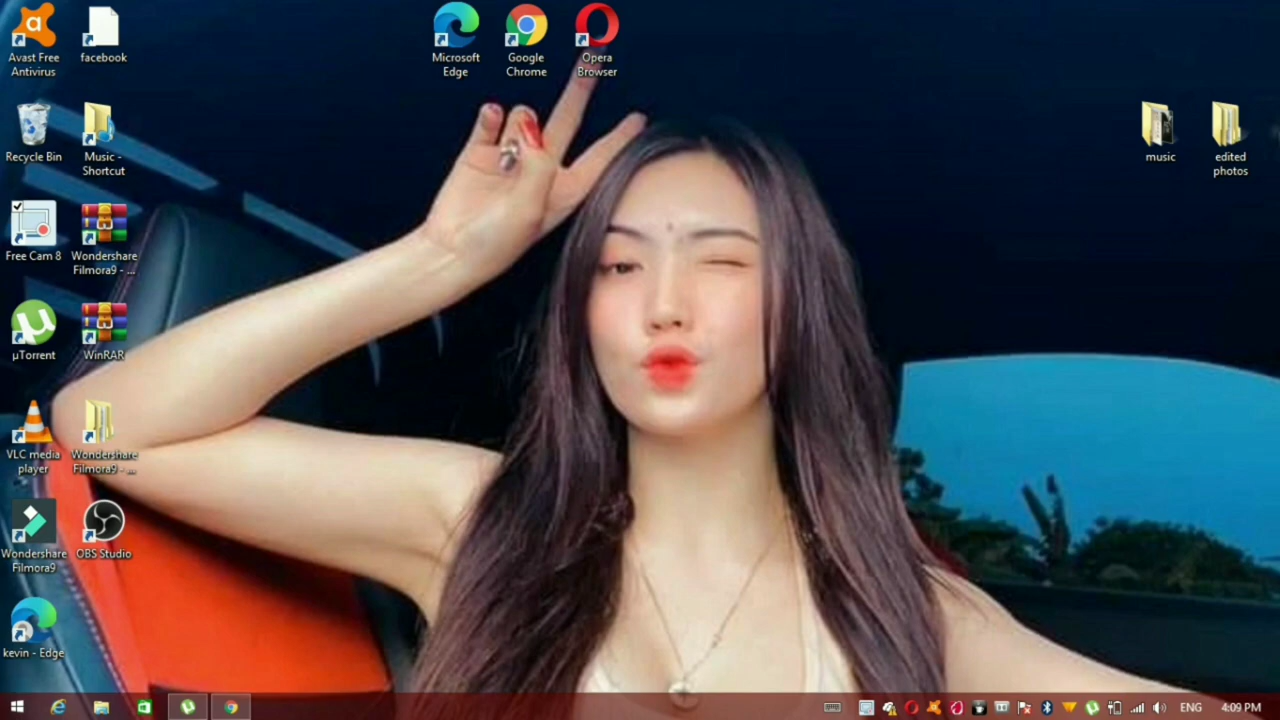 Avast Free
Antivirus
facebook
Microsoft
Edge
Google
Chrome
Opera
Browser
Recycle Bin
Music -
Shortcut
music
edited
photos
Free Cam 8
Wondershare
Filmora9 - ...
µTorrent
WinRAR
VLC media
player
Wondershare
Filmora9 - ...
Wondershare
Filmora9
OBS Studio
kevin - Edge
ENG
4:09 PM